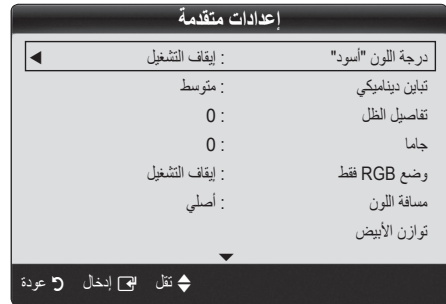 إعدادات متقدمة
درجة اللون "أسود" : إيقاف التشغيل
تباين ديناميكي : متوسط
تفاصيل الظل : 0
جاما : 0
وضع RGB فقط : إيقاف التشغيل
مسافة اللون : أصلي
توازن الأبيض
تقل إدخال عودة